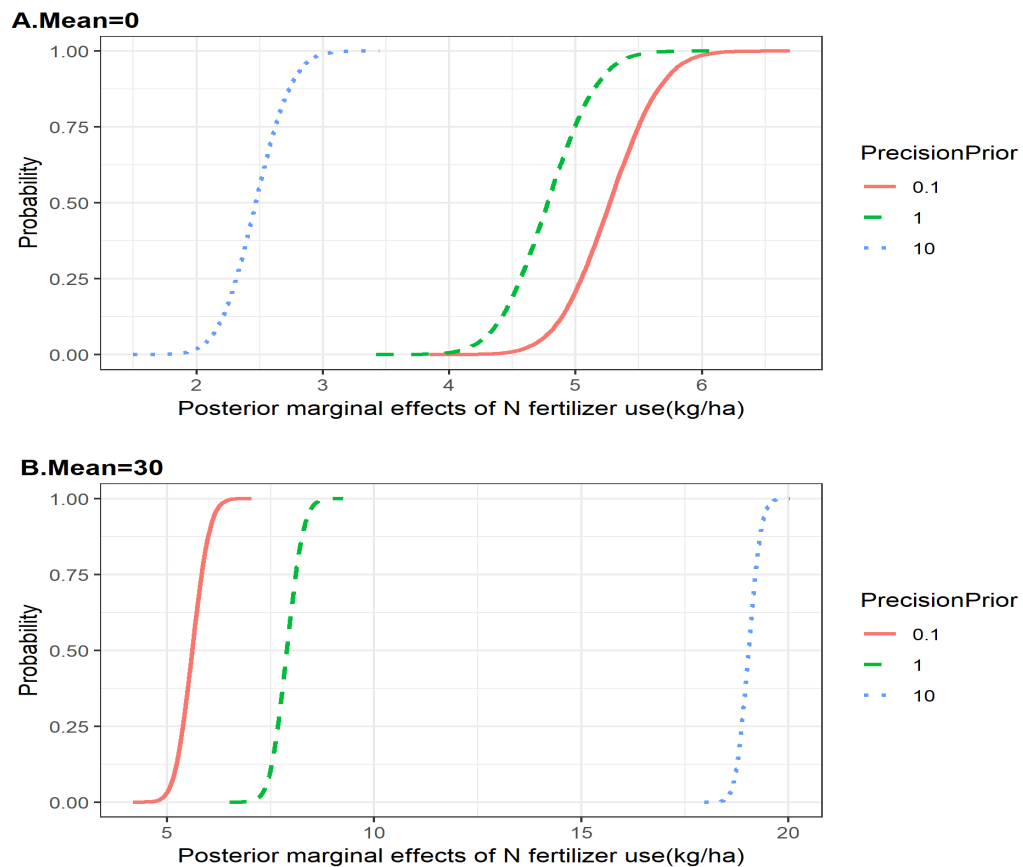 A.Mean=0
1.00
0.75
0.50
0.25
0.00
Probability
2 3 4 5 6
Posterior marginal effects of N fertilizer use(kg/ha)
PrecisionPrior
0.1
1
10
B.Mean=30
1.00
0.75
0.50
0.25
0.00
Probability
5 10 15 20
Posterior marginal effects of N fertilizer use(kg/ha)
PrecisionPrior
0.1
1
10